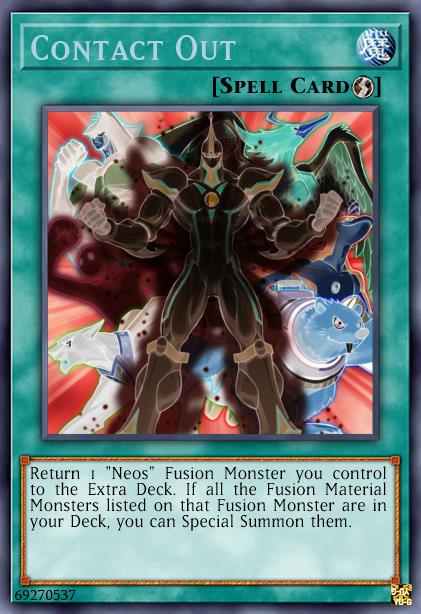 Contact Out
魔
[Spell Card]
Return 1 "Neos" Fusion Monster you control
to the Extra Deck. If all the Fusion Material
Monsters listed on that Fusion Monster are in
your Deck, you can Special Summon them.
69270537